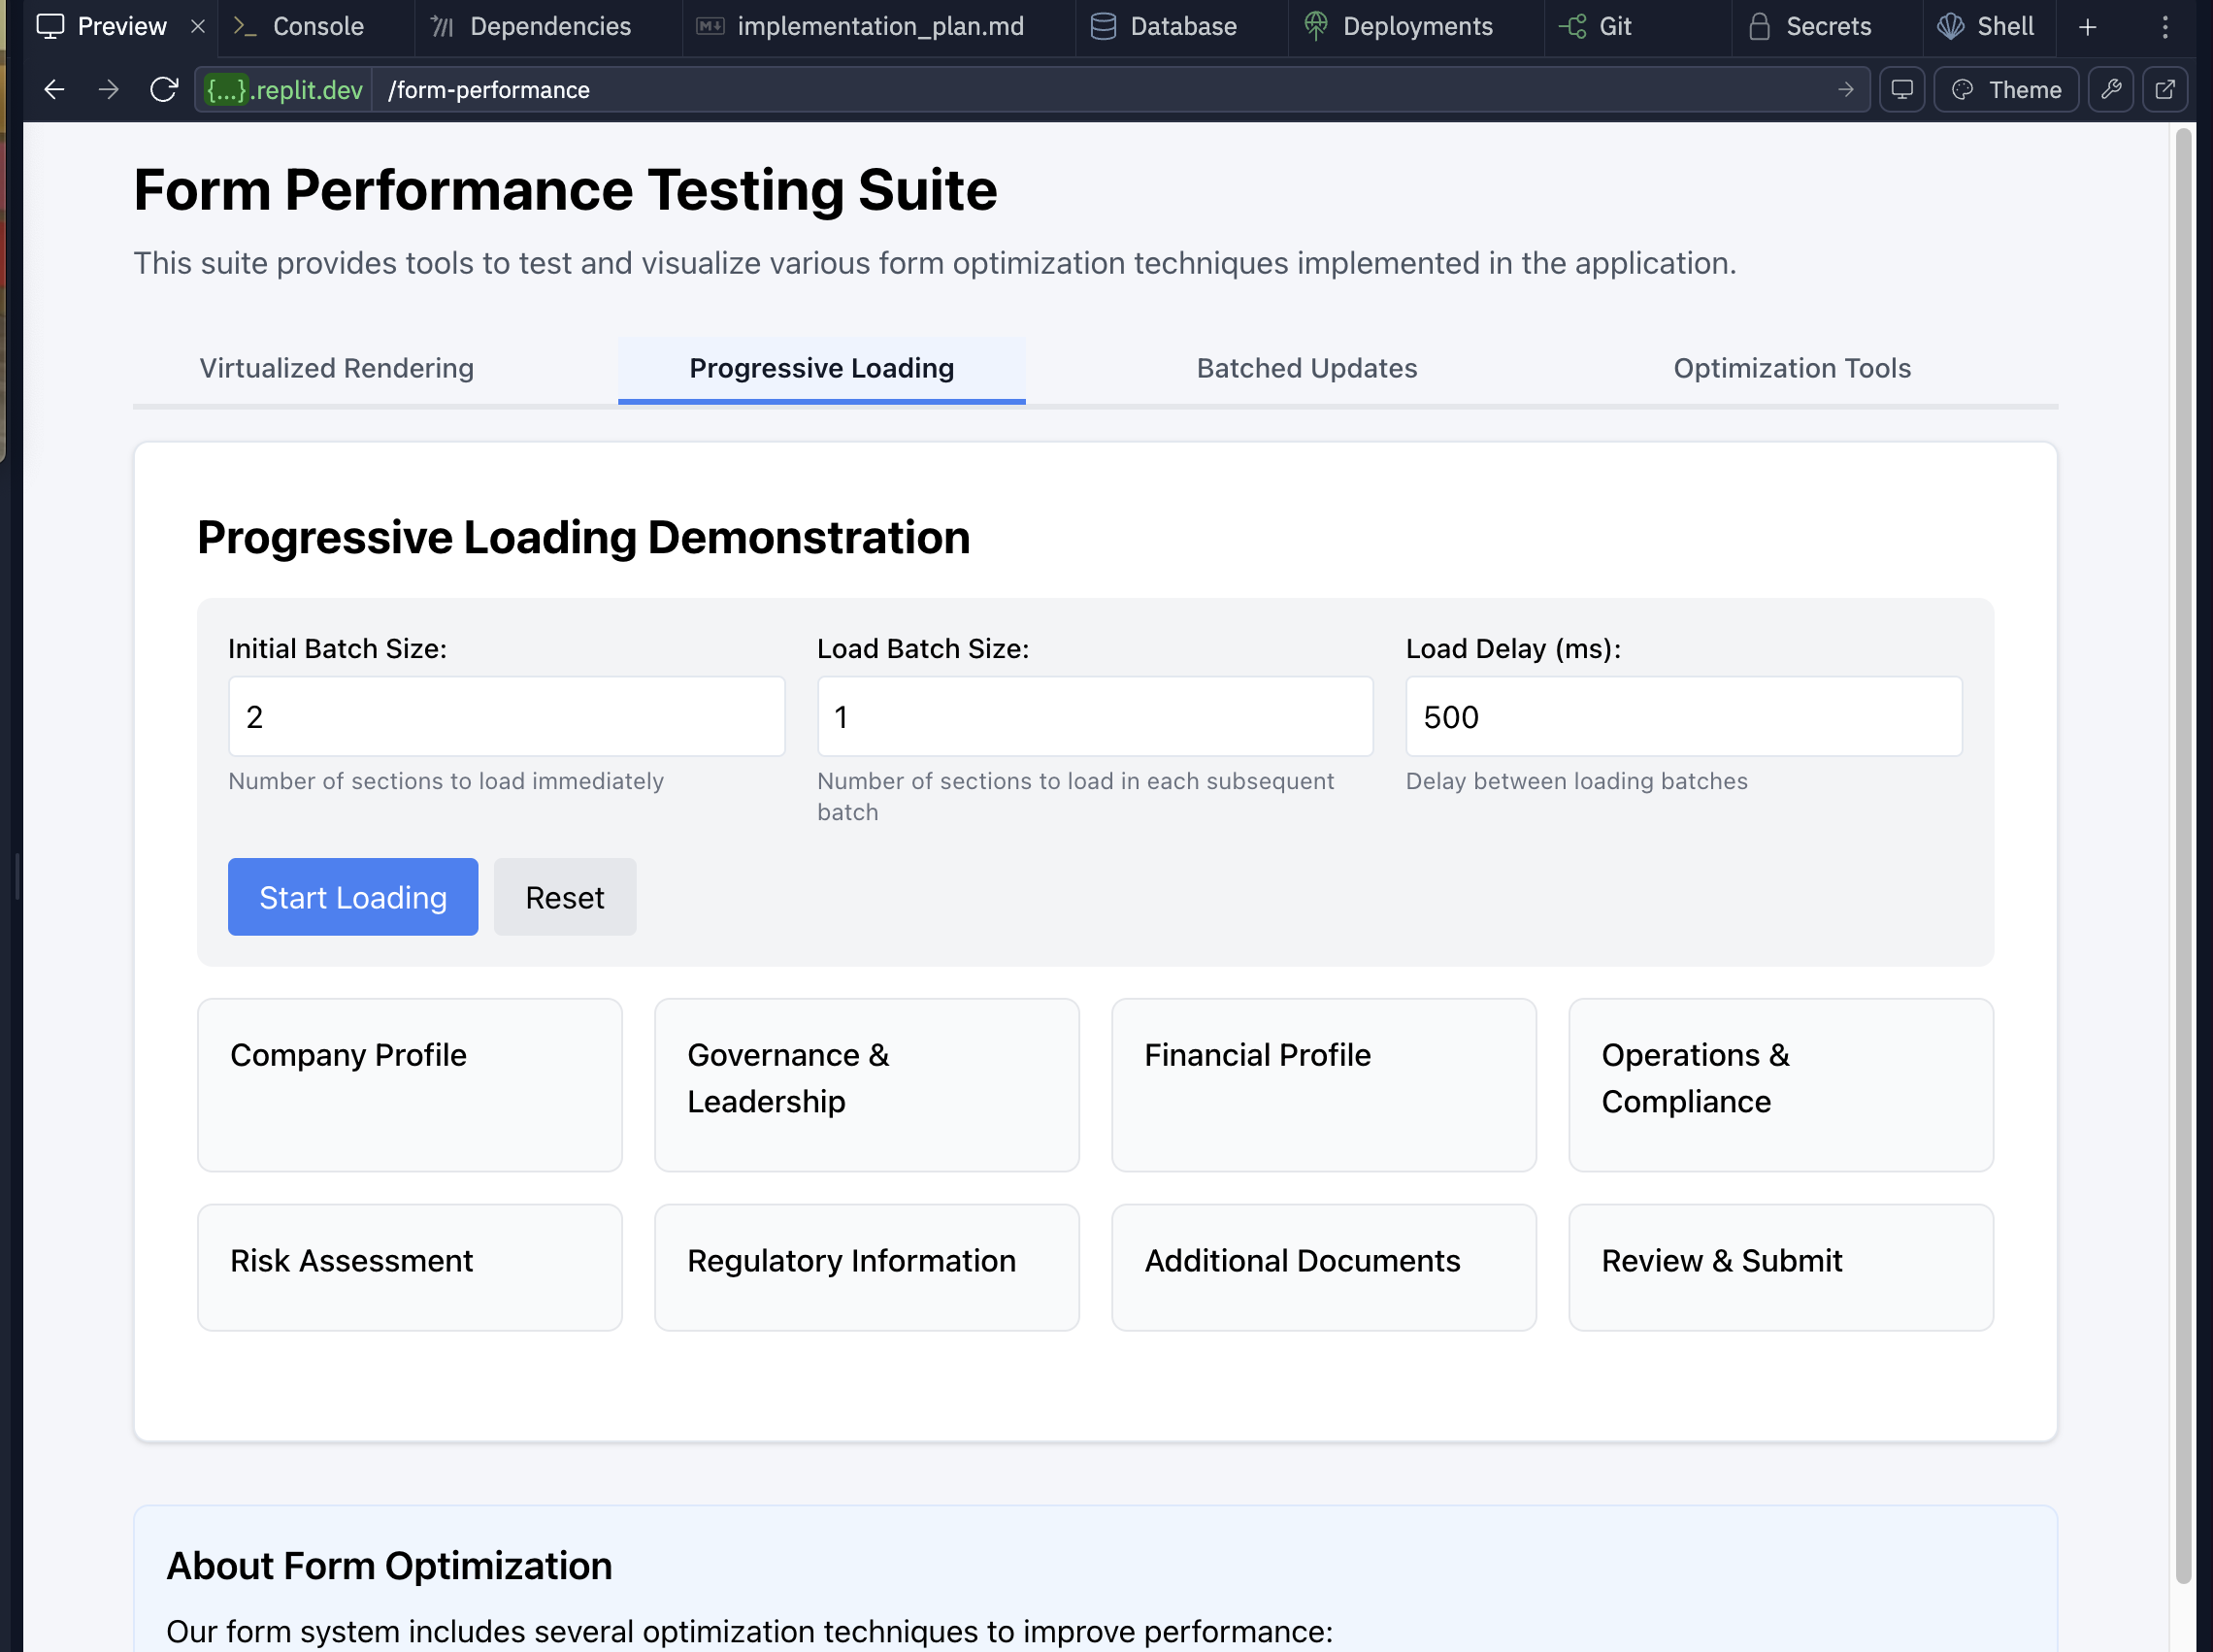 Preview
Console
Dependencies
implementation_plan.md
Database
Deployments
Git
Secrets
Shell
{...}.replit.dev
/form-performance
Theme
Form Performance Testing Suite
This suite provides tools to test and visualize various form optimization techniques implemented in the application.
Virtualized Rendering
Progressive Loading
Batched Updates
Optimization Tools
Progressive Loading Demonstration
Initial Batch Size:
2
Number of sections to load immediately
Load Batch Size:
1
Number of sections to load in each subsequent
batch
Load Delay (ms):
500
Delay between loading batches
Start Loading
Reset
Company Profile
Governance &
Leadership
Financial Profile
Operations &
Compliance
Risk Assessment
Regulatory Information
Additional Documents
Review & Submit
About Form Optimization
Our form system includes several optimization techniques to improve performance: